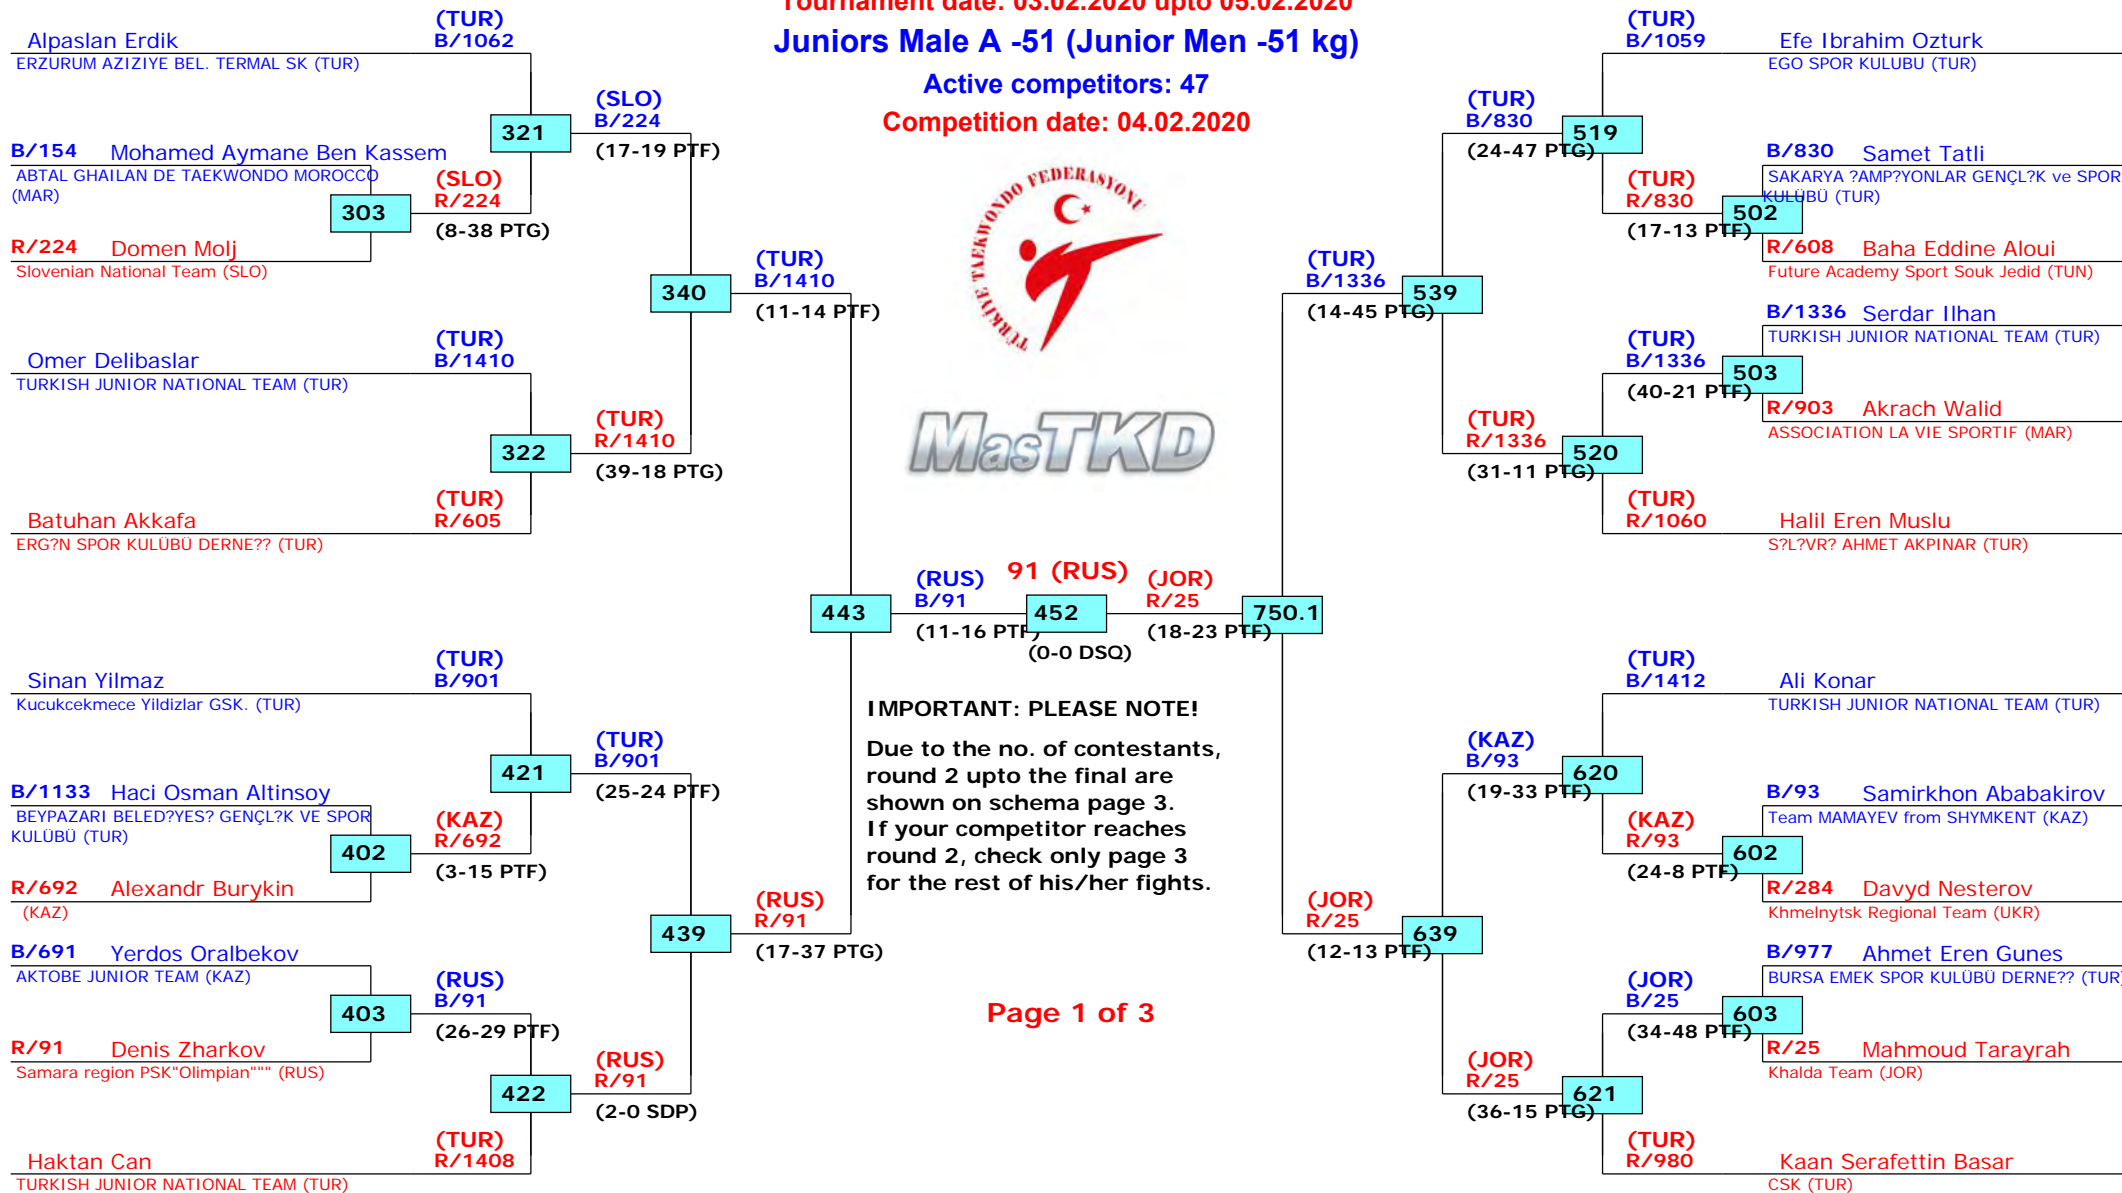 Tournament date: 03.02.2020 upto 05.02.2020
Juniors Male A -51 (Junior Men -51 kg)
Active competitors: 47
Competition date: 04.02.2020
TÜRKİYE TAEKWONDO FEDERASYONU
MasTKD
Alpaslan Erdik
(TUR)
B/1062
ERZURUM AZIZIYE BEL. TERMAL SK (TUR)
321
(SLO)
B/224
(17-19 PTF)
B/154 Mohamed Aymane Ben Kassem
ABTAL GHAILAN DE TAEKWONDO MOROCCO
(MAR)
303
(SLO)
R/224
(8-38 PTG)
R/224 Domen Molj
Slovenian National Team (SLO)
340
(TUR)
B/1410
(11-14 PTF)
Omer Delibaslar
(TUR)
B/1410
TURKISH JUNIOR NATIONAL TEAM (TUR)
322
(TUR)
R/1410
(39-18 PTG)
Batuhan Akkafa
(TUR)
R/605
ERG?N SPOR KULÜBÜ DERNE?? (TUR)
443
(RUS)
B/91
(11-16 PTF)
91 (RUS)
452
(0-0 DSQ)
(JOR)
R/25
(18-23 PTF)
750.1
Sinan Yilmaz
(TUR)
B/901
Kucukcekmece Yildizlar GSK. (TUR)
421
(TUR)
B/901
(25-24 PTF)
B/1133 Haci Osman Altinsoy
BEYPAZARI BELED?YES? GENÇL?K VE SPOR
KULÜBÜ (TUR)
402
(KAZ)
R/692
(3-15 PTF)
R/692 Alexandr Burykin
(KAZ)
439
(RUS)
R/91
(17-37 PTG)
B/691 Yerdos Oralbekov
AKTOBE JUNIOR TEAM (KAZ)
403
(RUS)
B/91
(26-29 PTF)
R/91 Denis Zharkov
Samara region PSK"Olimpian""" (RUS)
422
(RUS)
R/91
(2-0 SDP)
Haktan Can
(TUR)
R/1408
TURKISH JUNIOR NATIONAL TEAM (TUR)
IMPORTANT: PLEASE NOTE!
Due to the no. of contestants,
round 2 upto the final are
shown on schema page 3.
If your competitor reaches
round 2, check only page 3
for the rest of his/her fights.
Page 1 of 3
(TUR)
B/1059
Efe Ibrahim Ozturk
EGO SPOR KULUBU (TUR)
(TUR)
B/830
(24-47 PTG)
519
B/830 Samet Tatli
SAKARYA ?AMP?YONLAR GENÇL?K ve SPOR
KULÜBÜ (TUR)
(TUR)
R/830
(17-13 PTF)
502
R/608 Baha Eddine Aloui
Future Academy Sport Souk Jedid (TUN)
(TUR)
B/1336
(14-45 PTG)
539
B/1336 Serdar Ilhan
TURKISH JUNIOR NATIONAL TEAM (TUR)
(TUR)
B/1336
(40-21 PTF)
503
R/903 Akrach Walid
ASSOCIATION LA VIE SPORTIF (MAR)
(TUR)
R/1336
(31-11 PTG)
520
(TUR)
R/1060
Halil Eren Muslu
S?L?VR? AHMET AKPINAR (TUR)
(TUR)
B/1412
Ali Konar
TURKISH JUNIOR NATIONAL TEAM (TUR)
(KAZ)
B/93
(19-33 PTF)
620
B/93 Samirkhon Ababakirov
Team MAMAYEV from SHYMKENT (KAZ)
(KAZ)
R/93
(24-8 PTF)
602
R/284 Davyd Nesterov
Khmelnytsk Regional Team (UKR)
(JOR)
R/25
(12-13 PTF)
639
B/977 Ahmet Eren Gunes
BURSA EMEK SPOR KULÜBÜ DERNE?? (TUR)
(JOR)
B/25
(34-48 PTF)
603
R/25 Mahmoud Tarayrah
Khalda Team (JOR)
(JOR)
R/25
(36-15 PTG)
621
(TUR)
R/980
Kaan Serafettin Basar
CSK (TUR)